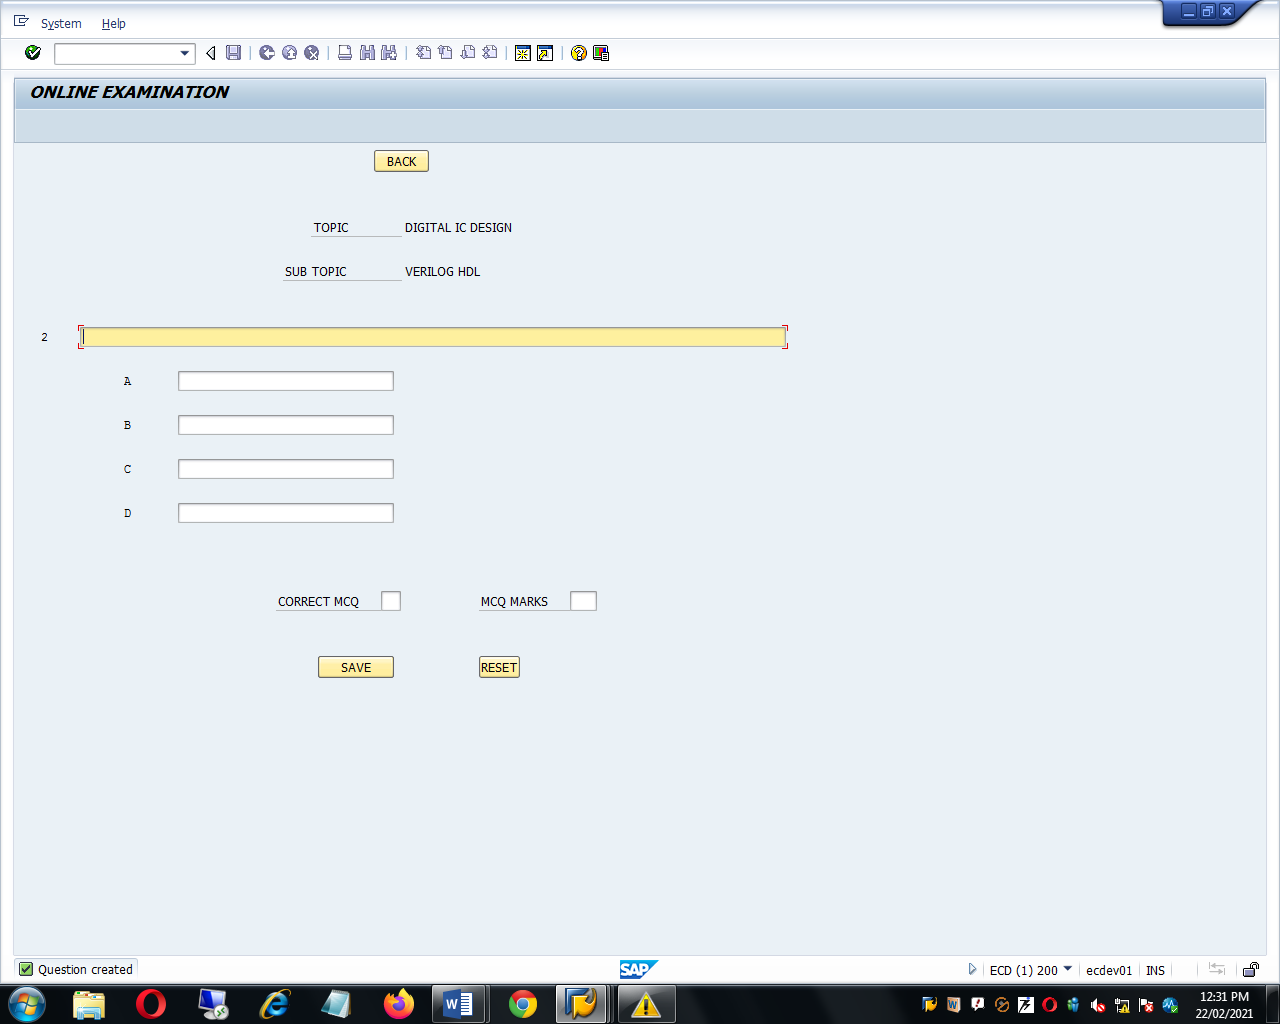 System Help
ONLINE EXAMINATION
BACK
TOPIC DIGITAL IC DESIGN
SUB TOPIC VERILOG HDL
2
A
B
C
D
CORRECT MCQ MCQ MARKS
SAVE RESET
Question created SAP ECD (1) 200 ecdev01 INS
12:31 PM
22/02/2021